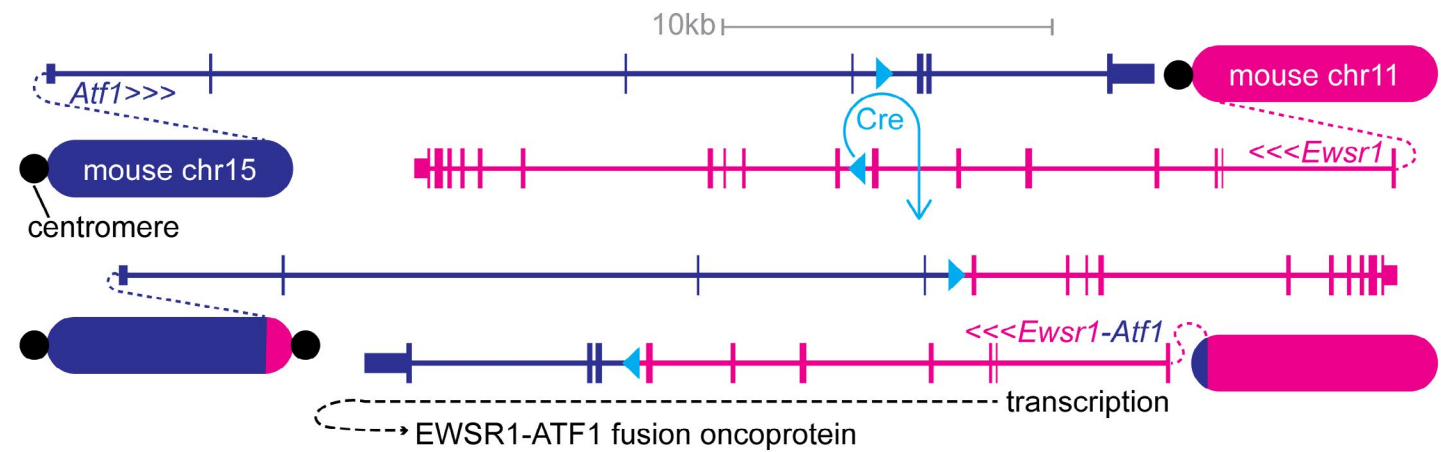 10kb
Atf1>>>
mouse chr11
Cre
mouse chr15
<<<Ewsr1
centromere
<<<Ewsr1-Atf1
transcription
EWSR1-ATF1 fusion oncoprotein